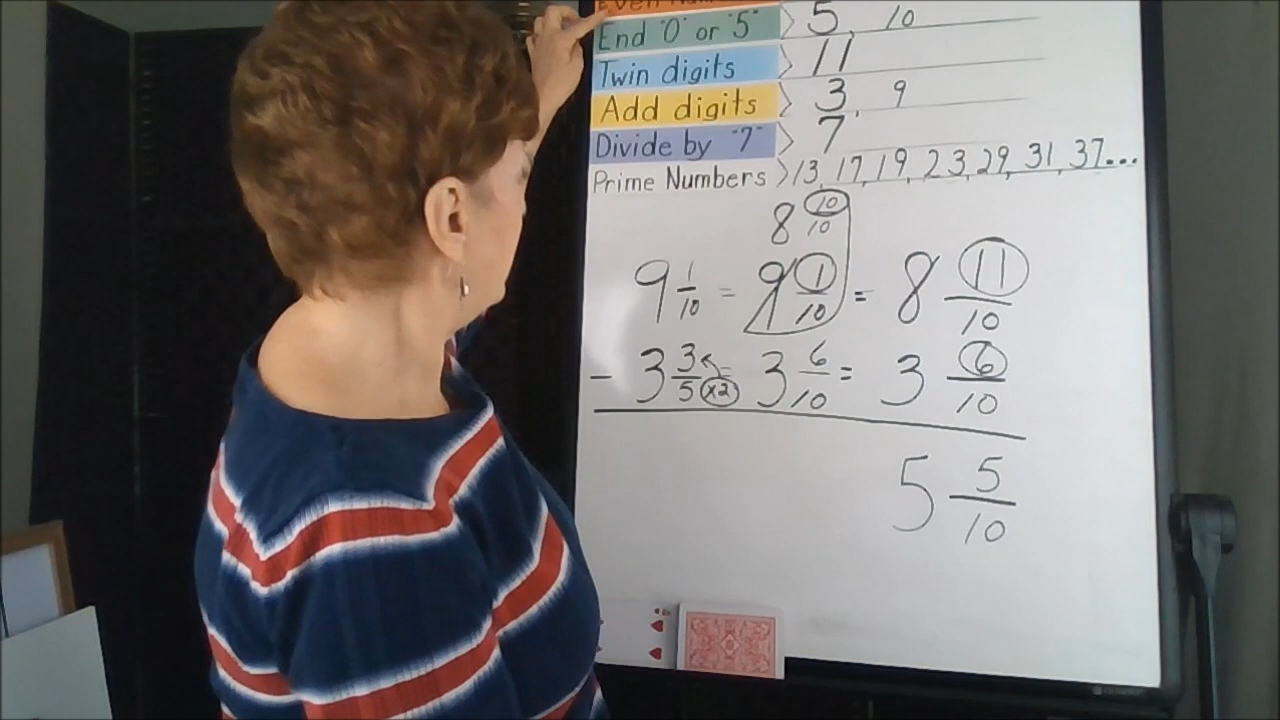 Even
End "0" or "5" > 5, 10
Twin digits > 11
Add digits > 3, 9
Divide by "7" > 7
Prime Numbers > 13, 17, 19, 23, 29, 31, 37...
8 10/10
9 1/10 = 9 1/10 = 8 11/10
- 3 3/5 x2 = 3 6/10 = 3 6/10
5 5/10